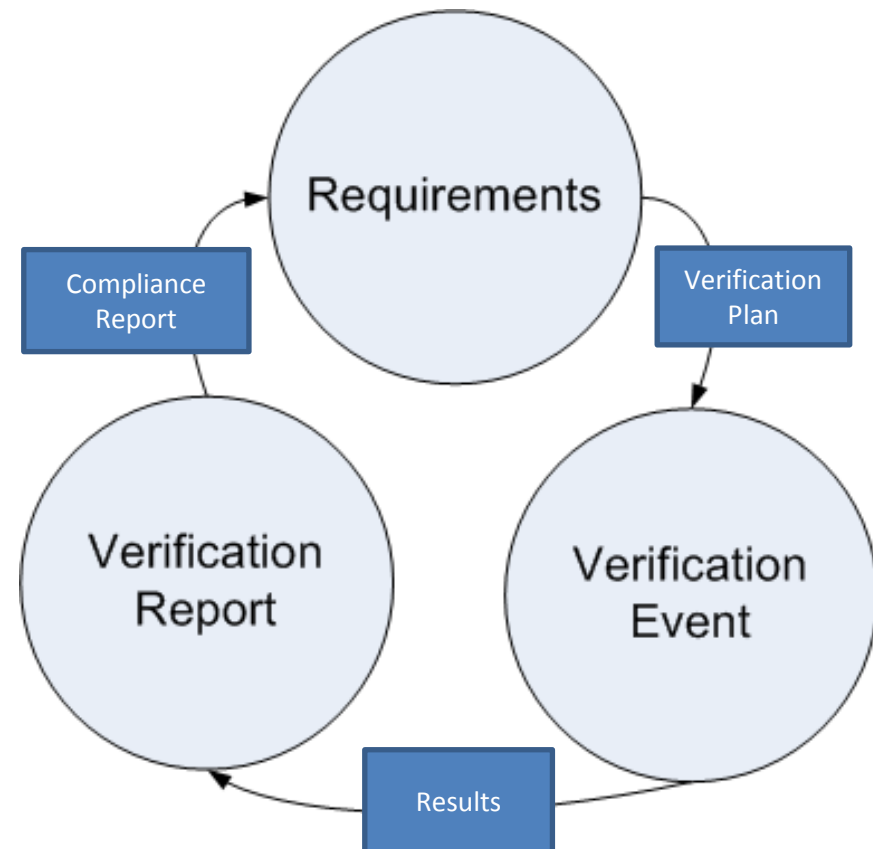 Requirements
Compliance
Report
Verification
Plan
Verification
Report
Verification
Event
Results